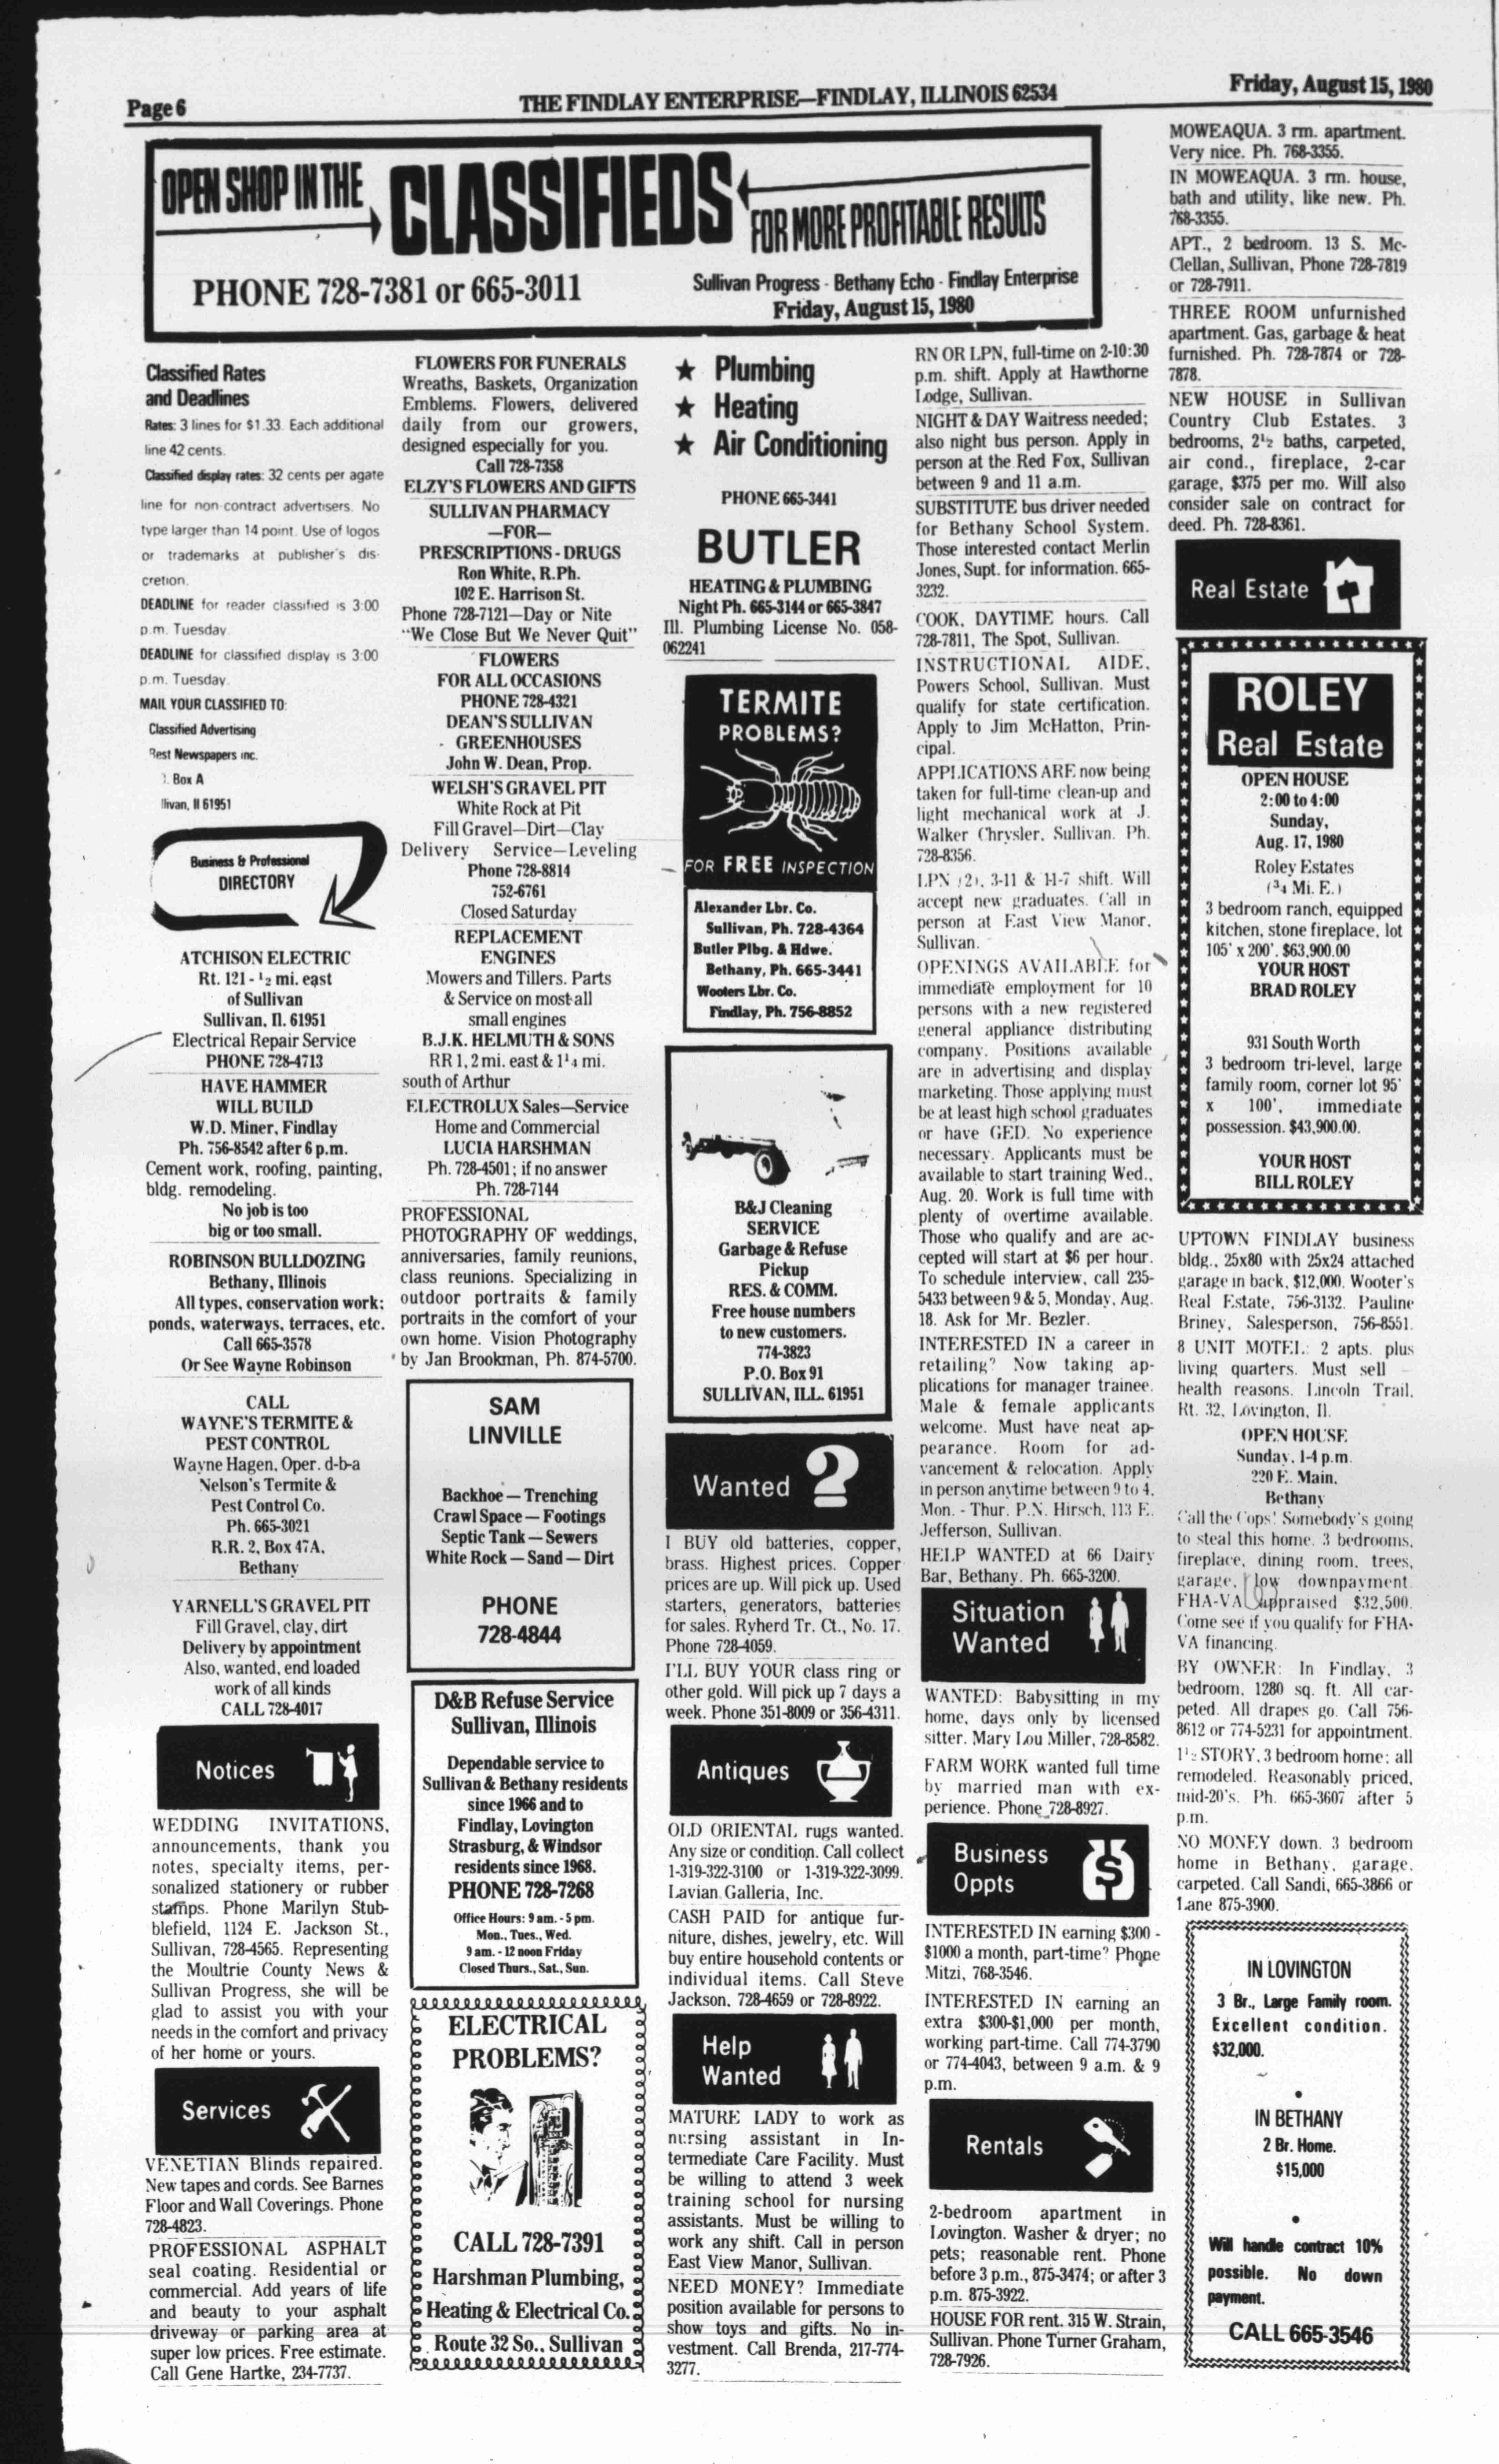 Page 6
THE FINDLAY ENTERPRISE—FINDLAY, ILLINOIS 62534
Friday, August 15, 1980
OPEN SHOP IN THE
CLASSIFIEDS
FOR MORE PROFITABLE RESULTS
PHONE 728-7381 or 665-3011
Sullivan Progress - Bethany Echo - Findlay Enterprise
Friday, August 15, 1980
Classified Rates
and Deadlines
Rates: 3 lines for $1.33. Each additional
line 42 cents.
Classified display rates: 32 cents per agate
line for non-contract advertisers. No
type larger than 14 point. Use of logos
or trademarks at publisher's dis-
cretion.
DEADLINE for reader classified is 3:00
p.m. Tuesday
DEADLINE for classified display is 3:00
p.m. Tuesday.
MAIL YOUR CLASSIFIED TO:
Classified Advertising
Best Newspapers inc.
Box A
llivan, Il 61951
Business & Professional
DIRECTORY
ATCHISON ELECTRIC
Rt. 121 - ½ mi. east
of Sullivan
Sullivan, Il. 61951
Electrical Repair Service
PHONE 728-4713
HAVE HAMMER
WILL BUILD
W.D. Miner, Findlay
Ph. 756-8542 after 6 p.m.
Cement work, roofing, painting,
bldg. remodeling.
No job is too
big or too small.
ROBINSON BULLDOZING
Bethany, Illinois
All types, conservation work;
ponds, waterways, terraces, etc.
Call 665-3578
Or See Wayne Robinson
CALL
WAYNE'S TERMITE &
PEST CONTROL
Wayne Hagen, Oper. d-b-a
Nelson's Termite &
Pest Control Co.
Ph. 665-3021
R.R. 2, Box 47A,
Bethany
YARNELL'S GRAVEL PIT
Fill Gravel, clay, dirt
Delivery by appointment
Also, wanted, end loaded
work of all kinds
CALL 728-4017
Notices
WEDDING INVITATIONS,
announcements, thank you
notes, specialty items, per-
sonalized stationery or rubber
stamps. Phone Marilyn Stub-
blefield, 1124 E. Jackson St.,
Sullivan, 728-4565. Representing
the Moultrie County News &
Sullivan Progress, she will be
glad to assist you with your
needs in the comfort and privacy
of her home or yours.
Services
VENETIAN Blinds repaired.
New tapes and cords. See Barnes
Floor and Wall Coverings. Phone
728-4823.
PROFESSIONAL ASPHALT
seal coating. Residential or
commercial. Add years of life
and beauty to your asphalt
driveway or parking area at
super low prices. Free estimate.
Call Gene Hartke, 234-7737.
FLOWERS FOR FUNERALS
Wreaths, Baskets, Organization
Emblems. Flowers, delivered
daily from our growers,
designed especially for you.
Call 728-7358
ELZY'S FLOWERS AND GIFTS
SULLIVAN PHARMACY
—FOR—
PRESCRIPTIONS - DRUGS
Ron White, R.Ph.
102 E. Harrison St.
Phone 728-7121—Day or Nite
"We Close But We Never Quit"
FLOWERS
FOR ALL OCCASIONS
PHONE 728-4321
DEAN'S SULLIVAN
GREENHOUSES
John W. Dean, Prop.
WELSH'S GRAVEL PIT
White Rock at Pit
Fill Gravel—Dirt—Clay
Delivery Service—Leveling
Phone 728-8814
752-6761
Closed Saturday
REPLACEMENT
ENGINES
Mowers and Tillers. Parts
& Service on most all
small engines
B.J.K. HELMUTH & SONS
RR 1, 2 mi. east & 1¼ mi.
south of Arthur
ELECTROLUX Sales—Service
Home and Commercial
LUCIA HARSHMAN
Ph. 728-4501; if no answer
Ph. 728-7144
PROFESSIONAL
PHOTOGRAPHY OF weddings,
anniversaries, family reunions,
class reunions. Specializing in
outdoor portraits & family
portraits in the comfort of your
own home. Vision Photography
by Jan Brookman, Ph. 874-5700.
SAM
LINVILLE
Backhoe — Trenching
Crawl Space — Footings
Septic Tank — Sewers
White Rock — Sand — Dirt
PHONE
728-4844
D&B Refuse Service
Sullivan, Illinois
Dependable service to
Sullivan & Bethany residents
since 1966 and to
Findlay, Lovington
Strasburg, & Windsor
residents since 1968.
PHONE 728-7268
Office Hours: 9 am. - 5 pm.
Mon., Tues., Wed.
9 am. - 12 noon Friday
Closed Thurs., Sat., Sun.
ELECTRICAL
PROBLEMS?
CALL 728-7391
Harshman Plumbing,
Heating & Electrical Co.
Route 32 So., Sullivan
★ Plumbing
★ Heating
★ Air Conditioning
PHONE 665-3441
BUTLER
HEATING & PLUMBING
Night Ph. 665-3144 or 665-3847
Ill. Plumbing License No. 058-
062241
TERMITE
PROBLEMS?
FOR FREE INSPECTION
Alexander Lbr. Co.
Sullivan, Ph. 728-4364
Butler Plbg. & Hdwe.
Bethany, Ph. 665-3441
Wooters Lbr. Co.
Findlay, Ph. 756-8852
B&J Cleaning
SERVICE
Garbage & Refuse
Pickup
RES. & COMM.
Free house numbers
to new customers.
774-3823
P.O. Box 91
SULLIVAN, ILL. 61951
Wanted ?
I BUY old batteries, copper,
brass. Highest prices. Copper
prices are up. Will pick up. Used
starters, generators, batteries
for sales. Ryherd Tr. Ct., No. 17.
Phone 728-4059.
I'LL BUY YOUR class ring or
other gold. Will pick up 7 days a
week. Phone 351-8009 or 356-4311.
Antiques
OLD ORIENTAL rugs wanted.
Any size or condition. Call collect
1-319-322-3100 or 1-319-322-3099.
Lavian Galleria, Inc.
CASH PAID for antique fur-
niture, dishes, jewelry, etc. Will
buy entire household contents or
individual items. Call Steve
Jackson, 728-4659 or 728-8922.
Help
Wanted
MATURE LADY to work as
nursing assistant in In-
termediate Care Facility. Must
be willing to attend 3 week
training school for nursing
assistants. Must be willing to
work any shift. Call in person
East View Manor, Sullivan.
NEED MONEY? Immediate
position available for persons to
show toys and gifts. No in-
vestment. Call Brenda, 217-774-
3277.
RN OR LPN, full-time on 2-10:30
p.m. shift. Apply at Hawthorne
Lodge, Sullivan.
NIGHT & DAY Waitress needed;
also night bus person. Apply in
person at the Red Fox, Sullivan
between 9 and 11 a.m.
SUBSTITUTE bus driver needed
for Bethany School System.
Those interested contact Merlin
Jones, Supt. for information. 665-
3232.
COOK, DAYTIME hours. Call
728-7811, The Spot, Sullivan.
INSTRUCTIONAL AIDE,
Powers School, Sullivan. Must
qualify for state certification.
Apply to Jim McHatton, Prin-
cipal.
APPLICATIONS ARE now being
taken for full-time clean-up and
light mechanical work at J.
Walker Chrysler, Sullivan. Ph.
728-8356.
LPN (2), 3-11 & 11-7 shift. Will
accept new graduates. Call in
person at East View Manor,
Sullivan.
OPENINGS AVAILABLE for
immediate employment for 10
persons with a new registered
general appliance distributing
company. Positions available
are in advertising and display
marketing. Those applying must
be at least high school graduates
or have GED. No experience
necessary. Applicants must be
available to start training Wed.,
Aug. 20. Work is full time with
plenty of overtime available.
Those who qualify and are ac-
cepted will start at $6 per hour.
To schedule interview, call 235-
5433 between 9 & 5, Monday, Aug.
18. Ask for Mr. Bezler.
INTERESTED IN a career in
retailing? Now taking ap-
plications for manager trainee.
Male & female applicants
welcome. Must have neat ap-
pearance. Room for ad-
vancement & relocation. Apply
in person anytime between 9 to 4,
Mon. - Thur. P.N. Hirsch, 113 E.
Jefferson, Sullivan.
HELP WANTED at 66 Dairy
Bar, Bethany. Ph. 665-3200.
Situation
Wanted
WANTED: Babysitting in my
home, days only by licensed
sitter. Mary Lou Miller, 728-8582.
FARM WORK wanted full time
by married man with ex-
perience. Phone 728-8927.
Business
Oppts
INTERESTED IN earning $300 -
$1000 a month, part-time? Phone
Mitzi, 768-3546.
INTERESTED IN earning an
extra $300-$1,000 per month,
working part-time. Call 774-3790
or 774-4043, between 9 a.m. & 9
p.m.
Rentals
2-bedroom apartment in
Lovington. Washer & dryer; no
pets; reasonable rent. Phone
before 3 p.m., 875-3474; or after 3
p.m. 875-3922.
HOUSE FOR rent. 315 W. Strain,
Sullivan. Phone Turner Graham,
728-7926.
MOWEAQUA. 3 rm. apartment.
Very nice. Ph. 768-3355.
IN MOWEAQUA. 3 rm. house,
bath and utility, like new. Ph.
768-3355.
APT., 2 bedroom. 13 S. Mc-
Clellan, Sullivan, Phone 728-7819
or 728-7911.
THREE ROOM unfurnished
apartment. Gas, garbage & heat
furnished. Ph. 728-7874 or 728-
7878.
NEW HOUSE in Sullivan
Country Club Estates. 3
bedrooms, 2½ baths, carpeted,
air cond., fireplace, 2-car
garage, $375 per mo. Will also
consider sale on contract for
deed. Ph. 728-8361.
Real Estate
ROLEY
Real Estate
OPEN HOUSE
2:00 to 4:00
Sunday,
Aug. 17, 1980
Roley Estates
(¾ Mi. E.)
3 bedroom ranch, equipped
kitchen, stone fireplace, lot
105' x 200'. $63,900.00
YOUR HOST
BRAD ROLEY
931 South Worth
3 bedroom tri-level, large
family room, corner lot 95'
x 100', immediate
possession. $43,900.00.
YOUR HOST
BILL ROLEY
UPTOWN FINDLAY business
bldg., 25x80 with 25x24 attached
garage in back, $12,000. Wooter's
Real Estate, 756-3132. Pauline
Briney, Salesperson, 756-8551.
8 UNIT MOTEL: 2 apts. plus
living quarters. Must sell
health reasons. Lincoln Trail,
Rt. 32, Lovington, Il.
OPEN HOUSE
Sunday, 1-4 p.m.
220 E. Main,
Bethany
Call the Cops! Somebody's going
to steal this home. 3 bedrooms,
fireplace, dining room, trees,
garage, low downpayment.
FHA-VA appraised $32,500.
Come see if you qualify for FHA-
VA financing.
BY OWNER: In Findlay, 3
bedroom, 1280 sq. ft. All car-
peted. All drapes go. Call 756-
8612 or 774-5231 for appointment.
1½ STORY, 3 bedroom home; all
remodeled. Reasonably priced,
mid-20's. Ph. 665-3607 after 5
p.m.
NO MONEY down. 3 bedroom
home in Bethany, garage,
carpeted. Call Sandi, 665-3866 or
Lane 875-3900.
IN LOVINGTON
3 Br., Large Family room.
Excellent condition.
$32,000.
IN BETHANY
2 Br. Home.
$15,000
Will handle contract 10%
possible. No down
payment.
CALL 665-3546